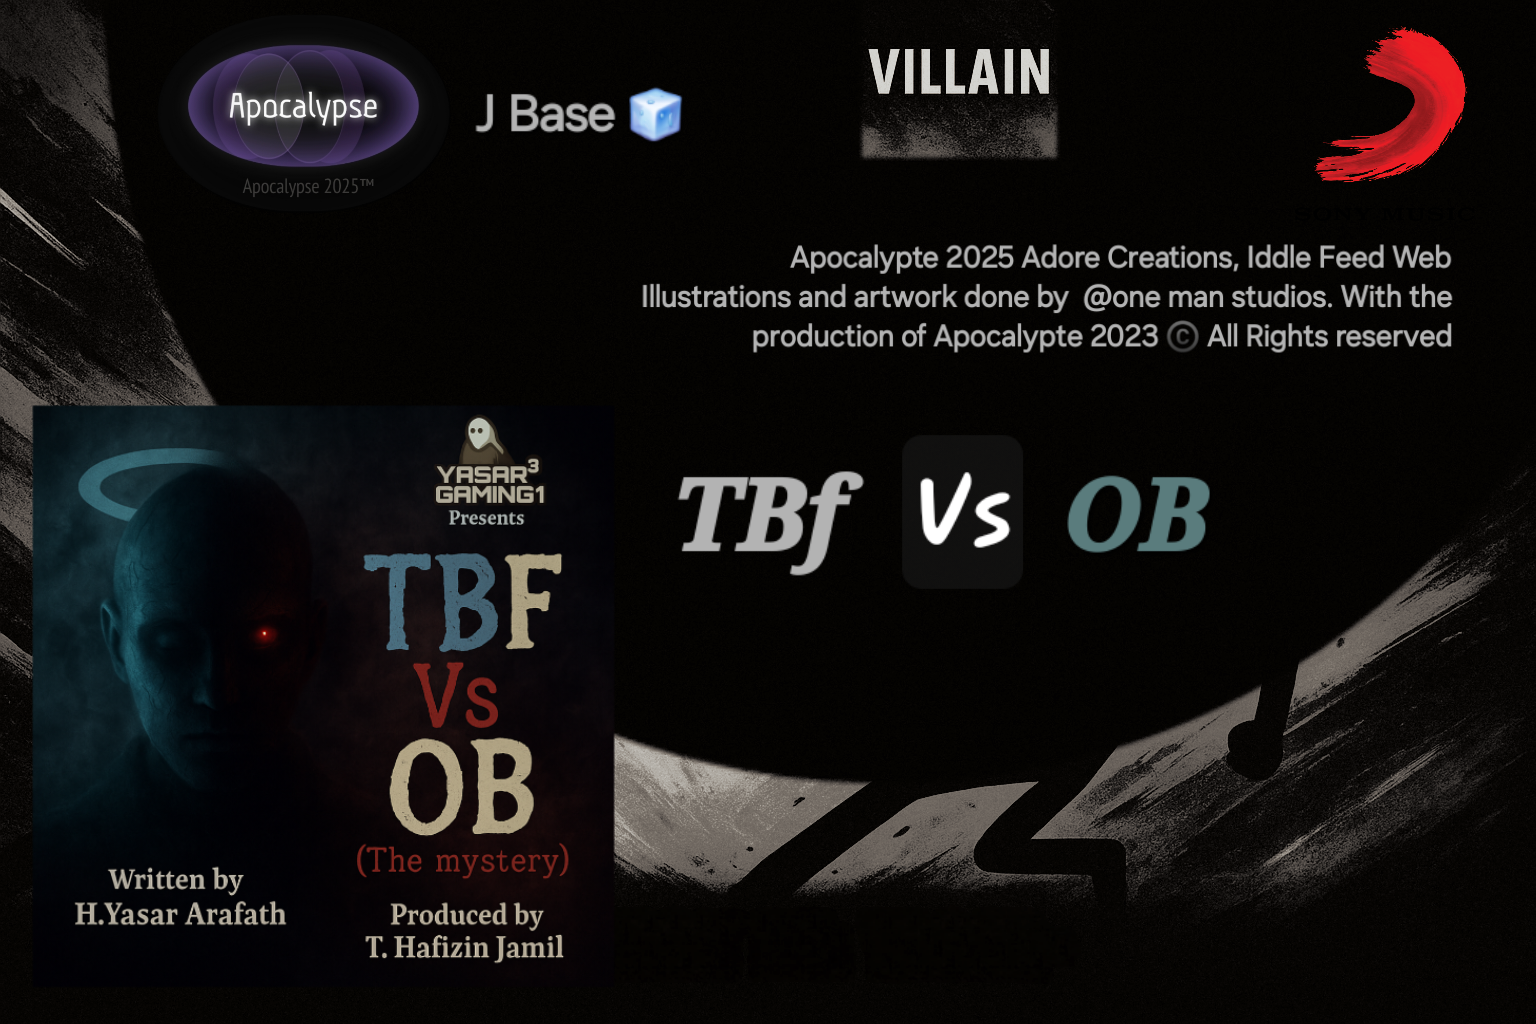 Apocalypse
Apocalypse 2025™
J Base 🧊
VILLAIN
SONY MUSIC
Apocalypte 2025 Adore Creations, Iddle Feed Web
Illustrations and artwork done by @one man studios. With the
production of Apocalypte 2023 © All Rights reserved
YASAR³
GAMING1
Presents
TBF
Vs
OB
(The mystery)
Written by
H.Yasar Arafath
Produced by
T. Hafizin Jamil
TBf Vs OB